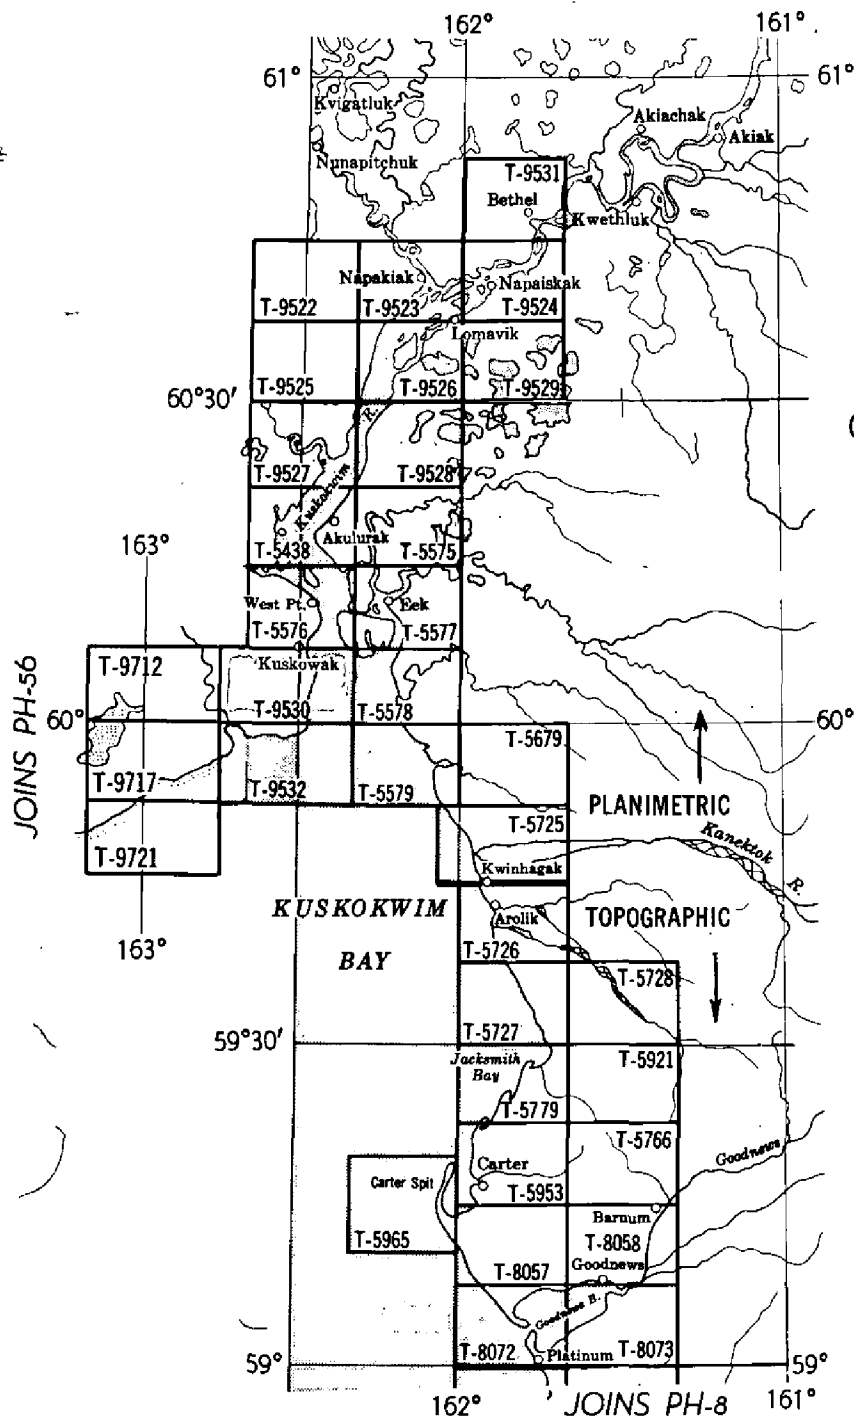 162°
161°
61°
61°
Kvigatluk
Akiachak
Akiak
Nunapitchuk
T-9531
Bethel
Kwethluk
Napakiak
Napaiskak
T-9522
T-9523
T-9524
Lomavik
T-9525
T-9526
T-9529
60°30'
R.
T-9527
T-9528
Kuskokwim
Akulurak
163°
T-5438
T-5575
West Pt.
Eek
T-5576
T-5577
T-9712
Kuskowak
JOINS PH-56
60°
T-9530
T-5578
60°
T-5679
T-9717
T-9532
T-5579
PLANIMETRIC
T-5725
Kanektok
R.
T-9721
Kwinhagak
KUSKOKWIM
BAY
Arolik
TOPOGRAPHIC
163°
T-5726
T-5728
59°30'
T-5727
Jacksmith
Bay
T-5921
T-5779
T-5766
Goodnews
Carter
Carter Spit
T-5953
Barnum
T-5965
T-8058
Goodnews
T-8057
Goodnews B.
T-8072
Platinum
T-8073
59°
59°
162°
JOINS PH-8
161°